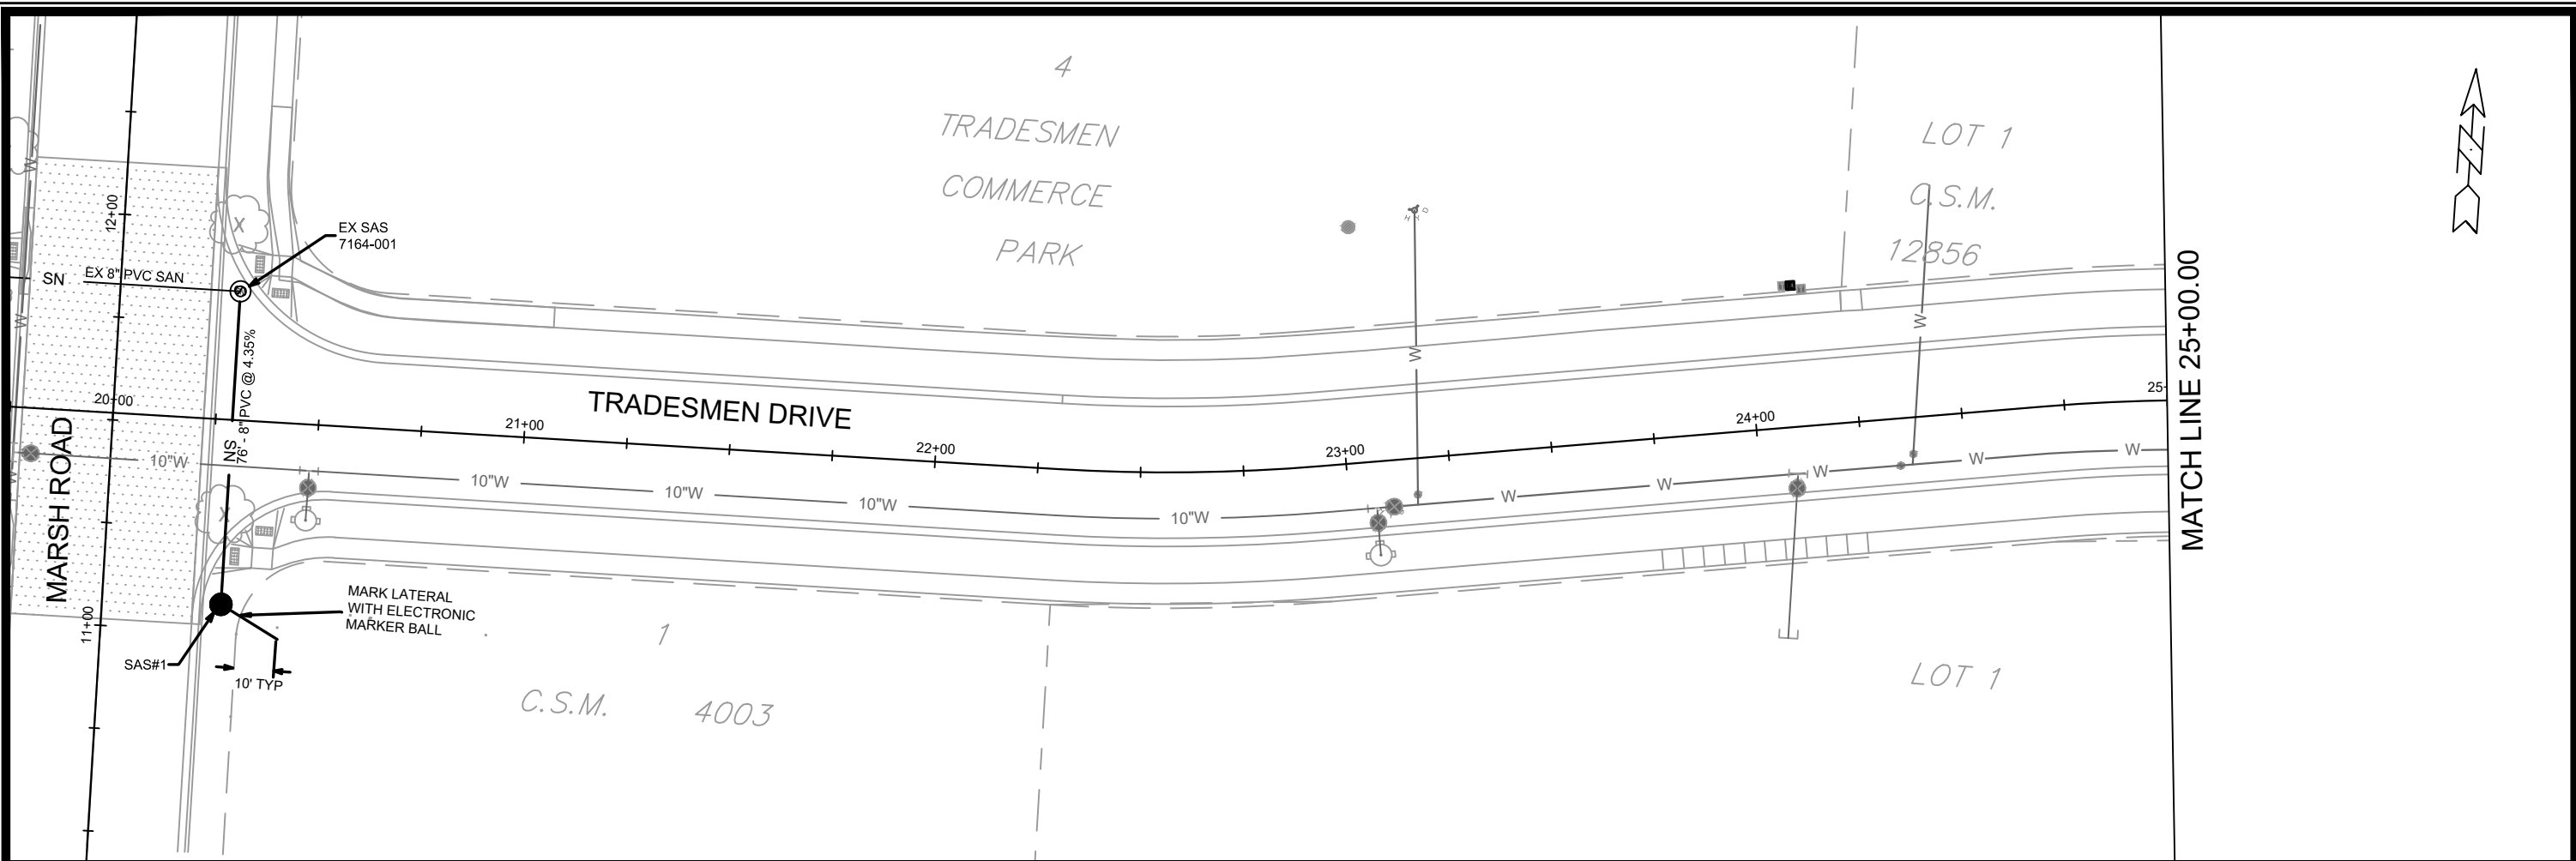 4
TRADESMEN
COMMERCE
PARK
LOT 1
C.S.M.
12856
12+00
EX SAS
7164-001
SN
EX 8" PVC SAN
76' - 8" PVC @ 4.35%
NS
MATCH LINE 25+00.00
20+00
TRADESMEN DRIVE
21+00
22+00
23+00
24+00
25
W
W
10"W
10"W
10"W
10"W
10"W
W
W
W
W
W
MARSH ROAD
11+00
MARK LATERAL
WITH ELECTRONIC
MARKER BALL
SAS#1
10' TYP
1
C.S.M. 4003
LOT 1